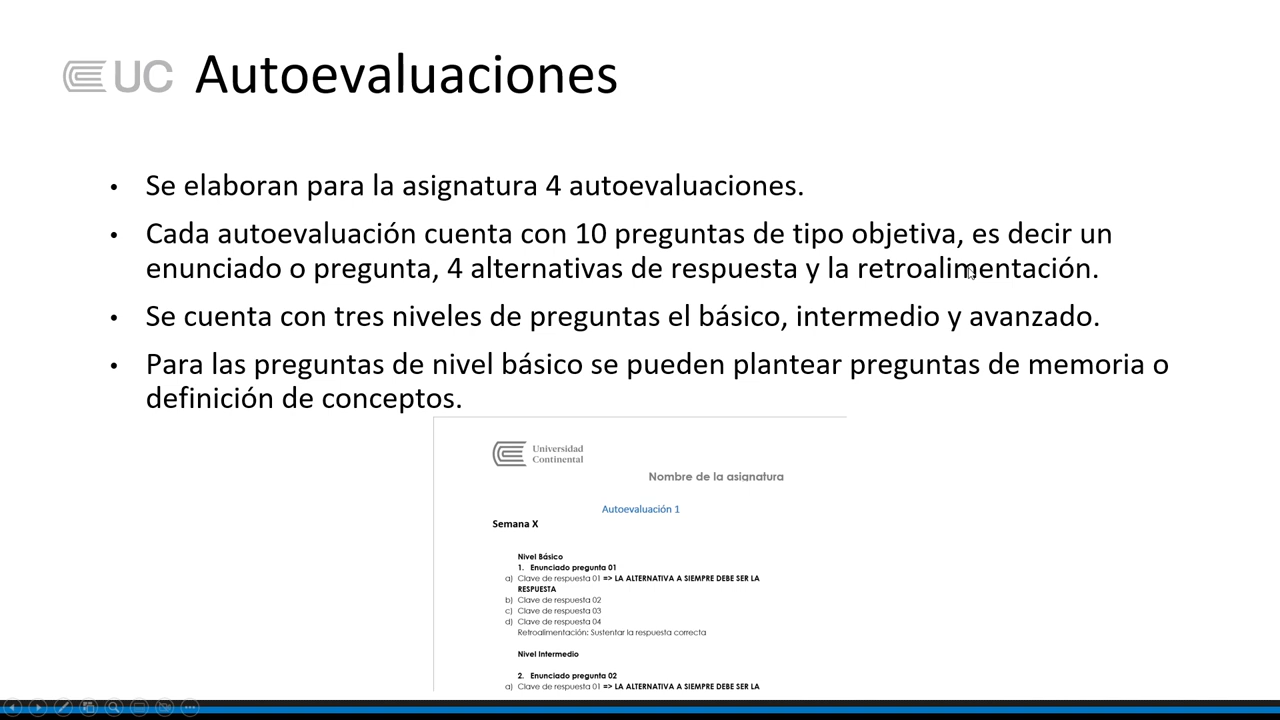 UC Autoevaluaciones
• Se elaboran para la asignatura 4 autoevaluaciones.
• Cada autoevaluación cuenta con 10 preguntas de tipo objetiva, es decir un
enunciado o pregunta, 4 alternativas de respuesta y la retroalimentación.
• Se cuenta con tres niveles de preguntas el básico, intermedio y avanzado.
• Para las preguntas de nivel básico se pueden plantear preguntas de memoria o
definición de conceptos.
Universidad
Continental
Nombre de la asignatura
Autoevaluación 1
Semana X
Nivel Básico
1. Enunciado pregunta 01
a) Clave de respuesta 01 => LA ALTERNATIVA A SIEMPRE DEBE SER LA
RESPUESTA
b) Clave de respuesta 02
c) Clave de respuesta 03
d) Clave de respuesta 04
Retroalimentación: Sustentar la respuesta correcta
Nivel Intermedio
2. Enunciado pregunta 02
a) Clave de respuesta 01 => LA ALTERNATIVA A SIEMPRE DEBE SER LA